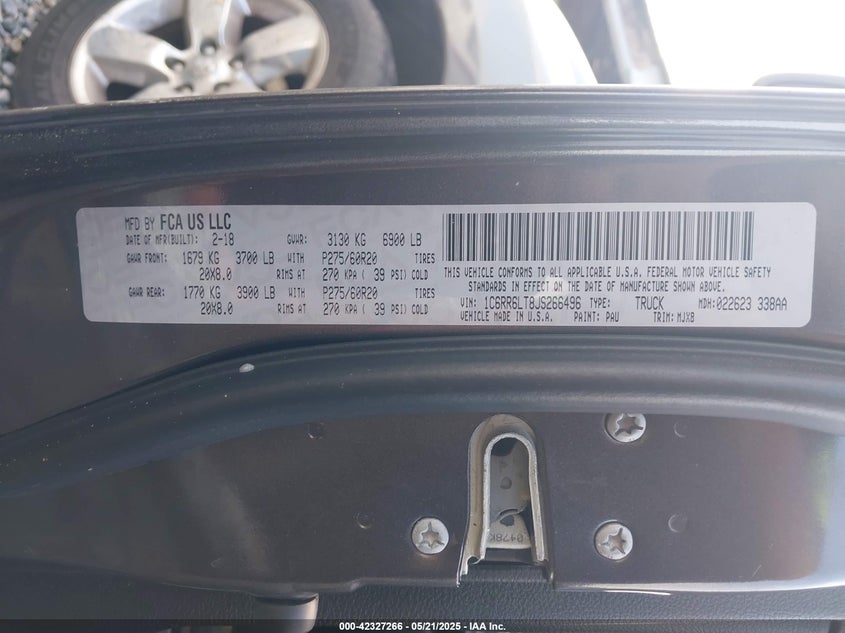 MFD BY FCA US LLC
DATE OF MFR(BUILT): 2-18 GVWR: 3130 KG 6900 LB
GAWR FRONT: 1679 KG 3700 LB WITH P275/60R20 TIRES
20X8.0 RIMS AT 270 KPA ( 39 PSI) COLD
GAWR REAR: 1770 KG 3900 LB WITH P275/60R20 TIRES
20X8.0 RIMS AT 270 KPA ( 39 PSI) COLD
THIS VEHICLE CONFORMS TO ALL APPLICABLE U.S.A. FEDERAL MOTOR VEHICLE SAFETY
STANDARDS IN EFFECT ON THE DATE OF MANUFACTURE SHOWN ABOVE.
VIN: 1C6RR6LT8JS266496 TYPE: TRUCK MDH: 022623 338AA
VEHICLE MADE IN U.S.A. PAINT: PAU TRIM: MJX8
000-42327266 - 05/21/2025 - IAA Inc.